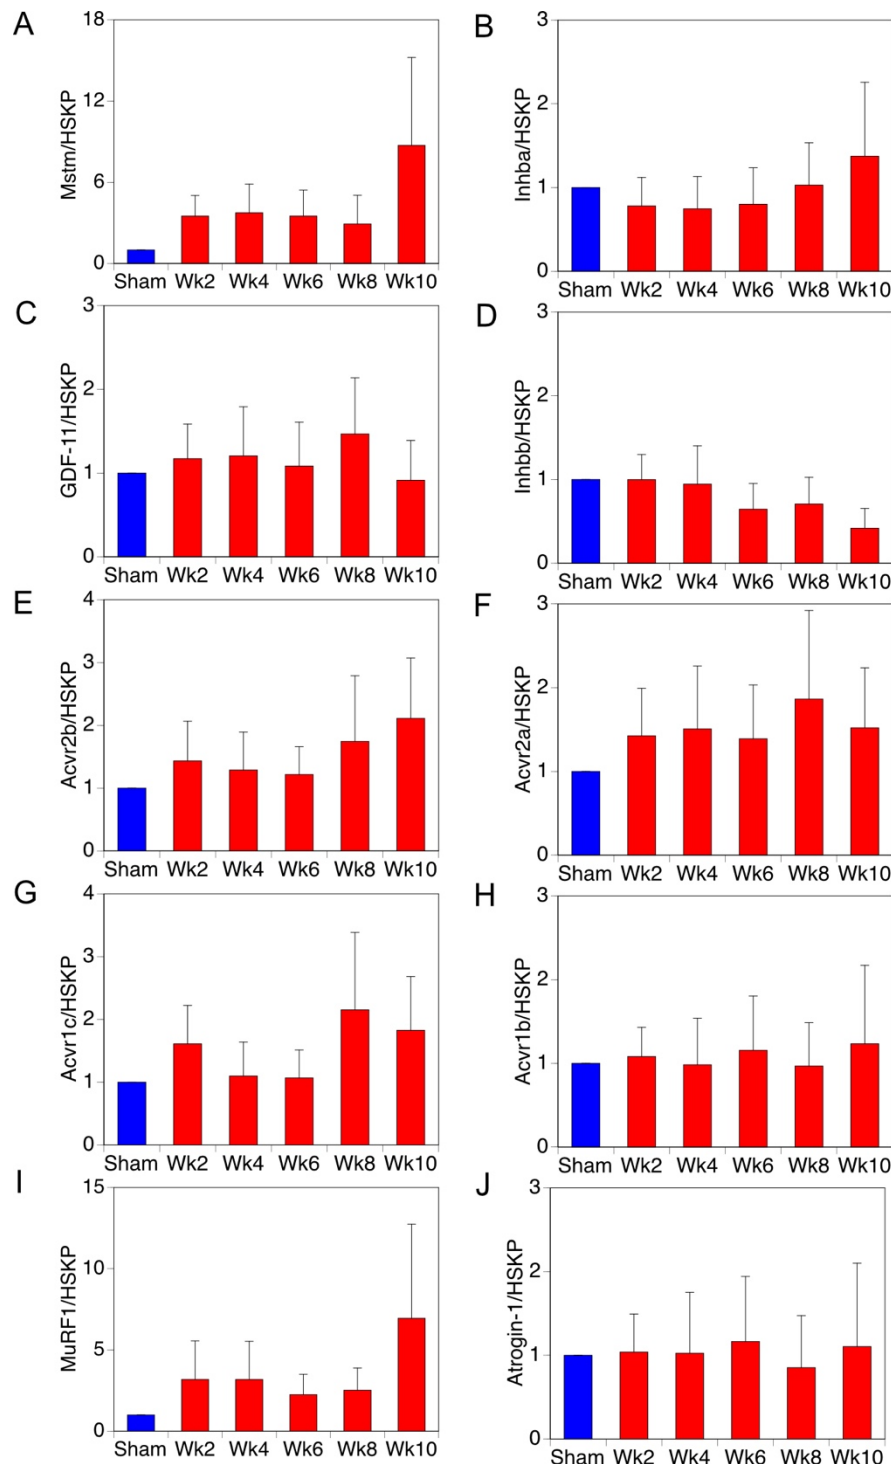 A
Mstm/HSKP
18
12
6
0
Sham Wk2 Wk4 Wk6 Wk8 Wk10
B
Inhba/HSKP
3
2
1
0
Sham Wk2 Wk4 Wk6 Wk8 Wk10
C
GDF-11/HSKP
3
2
1
0
Sham Wk2 Wk4 Wk6 Wk8 Wk10
D
Inhbb/HSKP
3
2
1
0
Sham Wk2 Wk4 Wk6 Wk8 Wk10
E
Acvr2b/HSKP
4
3
2
1
0
Sham Wk2 Wk4 Wk6 Wk8 Wk10
F
Acvr2a/HSKP
3
2
1
0
Sham Wk2 Wk4 Wk6 Wk8 Wk10
G
Acvr1c/HSKP
4
3
2
1
0
Sham Wk2 Wk4 Wk6 Wk8 Wk10
H
Acvr1b/HSKP
3
2
1
0
Sham Wk2 Wk4 Wk6 Wk8 Wk10
I
MuRF1/HSKP
15
10
5
0
Sham Wk2 Wk4 Wk6 Wk8 Wk10
J
Atrogin-1/HSKP
3
2
1
0
Sham Wk2 Wk4 Wk6 Wk8 Wk10